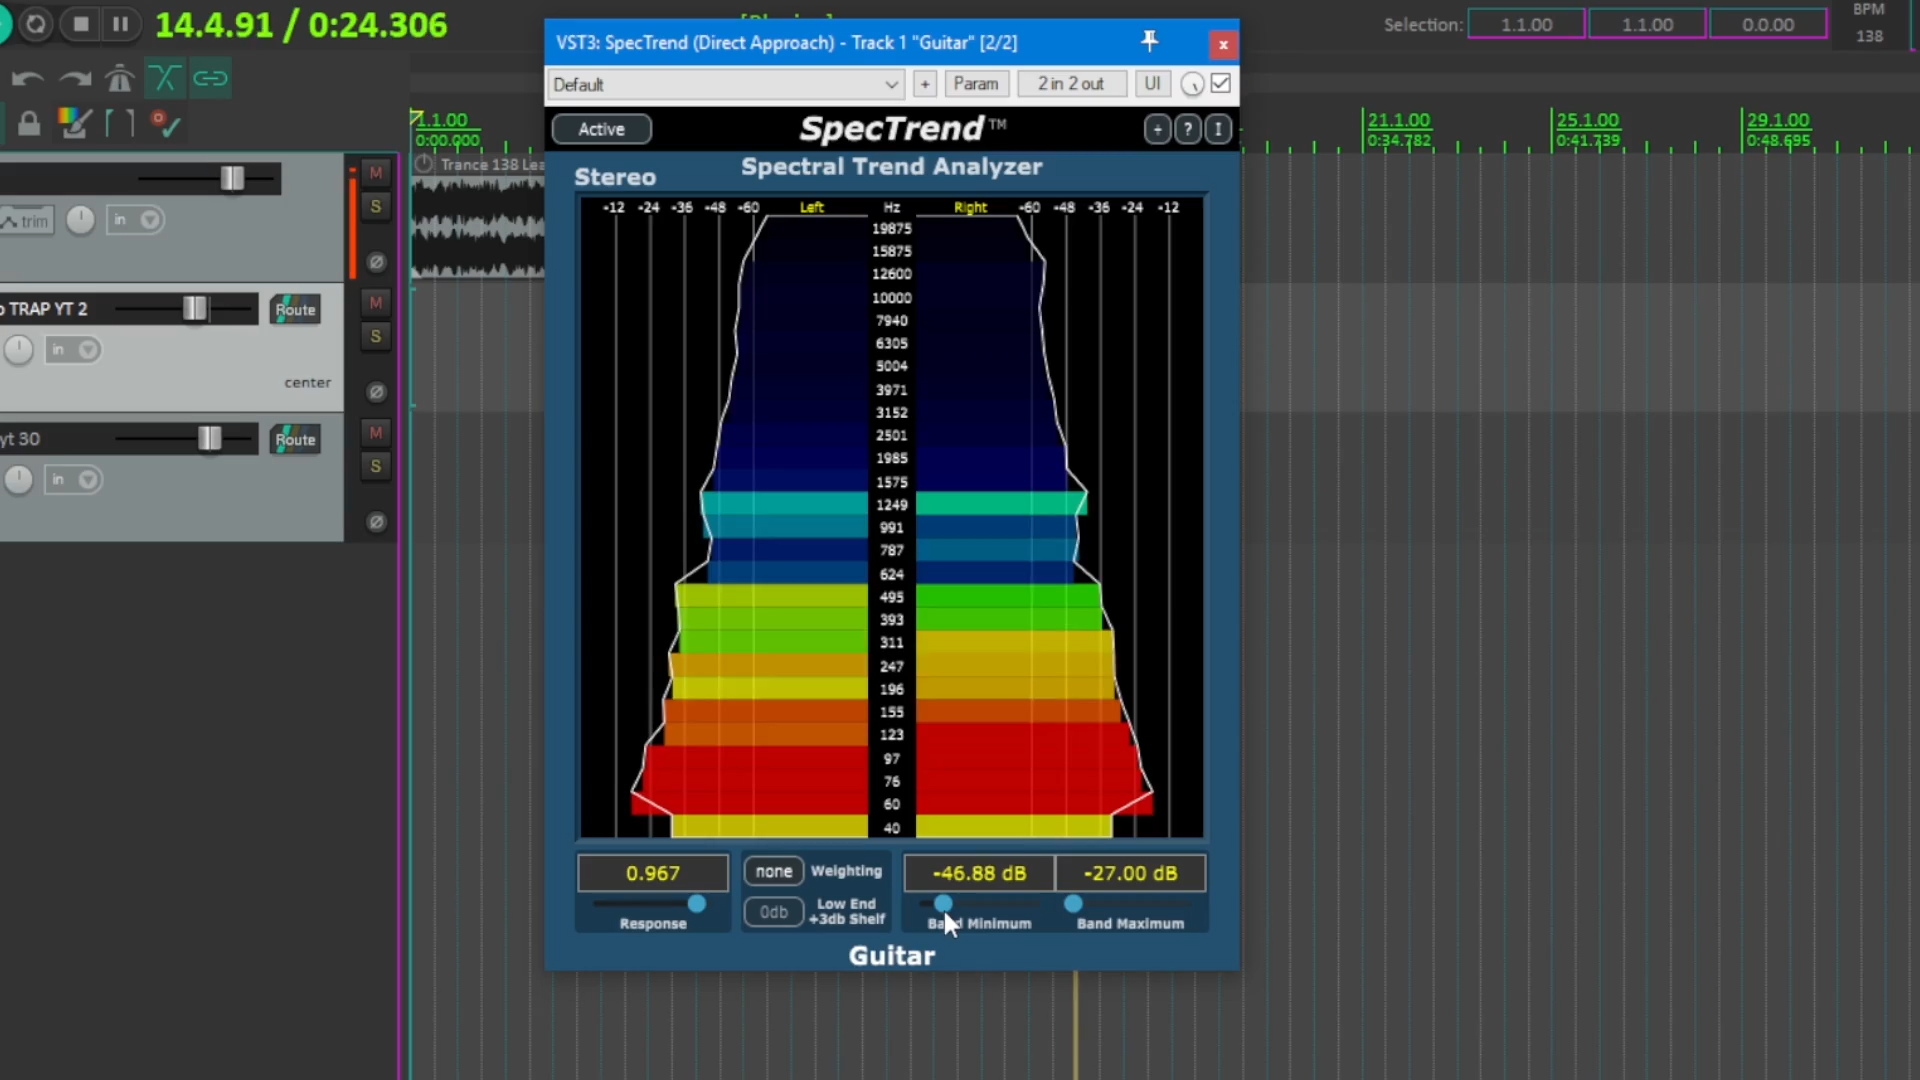 14.4.91 / 0:24.306
Selection:
1.1.00
1.1.00
0.0.00
BPM
138
VST3: SpecTrend (Direct Approach) - Track 1 "Guitar" [2/2]
x
Default
+
Param
2 in 2 out
UI
Active
SpecTrend™
+
?
I
Stereo
Spectral Trend Analyzer
-12 -24 -36 -48 -60 Left Hz Right -60 -48 -36 -24 -12
19875
15875
12600
10000
7940
6305
5004
3971
3152
2501
1985
1575
1249
991
787
624
495
393
311
247
196
155
123
97
76
60
40
0.967
Response
none
Weighting
0db
Low End
+3db Shelf
-46.88 dB
Band Minimum
-27.00 dB
Band Maximum
Guitar
1.1.00
0:00.000
21.1.00
0:34.782
25.1.00
0:41.739
29.1.00
0:48.695
Trance 138 Lea
trim
in
M
S
TRAP YT 2
Route
in
center
M
S
yt 30
Route
in
M
S